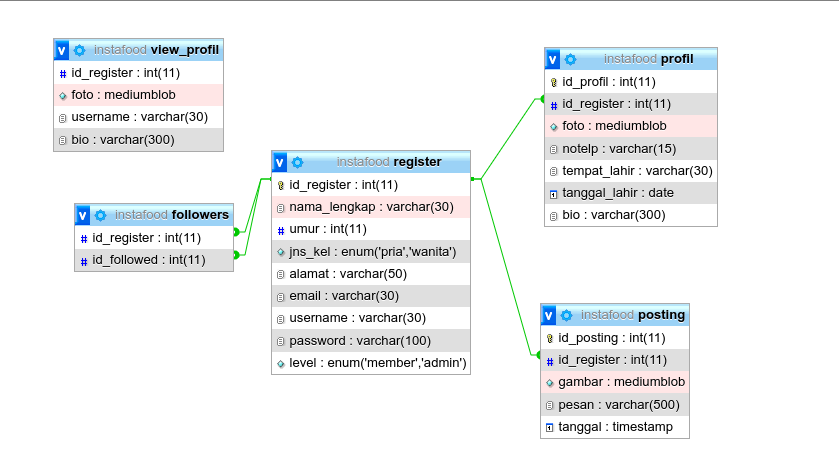 v instafood view_profil
# id_register : int(11)
foto : mediumblob
username : varchar(30)
bio : varchar(300)
v instafood followers
# id_register : int(11)
# id_followed : int(11)
v instafood register
id_register : int(11)
nama_lengkap : varchar(30)
# umur : int(11)
jns_kel : enum('pria','wanita')
alamat : varchar(50)
email : varchar(30)
username : varchar(30)
password : varchar(100)
level : enum('member','admin')
v instafood profil
id_profil : int(11)
# id_register : int(11)
foto : mediumblob
notelp : varchar(15)
tempat_lahir : varchar(30)
tanggal_lahir : date
bio : varchar(300)
v instafood posting
id_posting : int(11)
# id_register : int(11)
gambar : mediumblob
pesan : varchar(500)
tanggal : timestamp